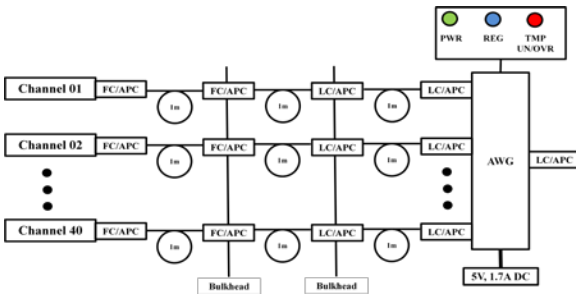 PWR REG TMP
UN/OVR
Channel 01 FC/APC 1m FC/APC 1m LC/APC 1m LC/APC
Channel 02 FC/APC 1m FC/APC 1m LC/APC 1m LC/APC
AWG LC/APC
Channel 40 FC/APC 1m FC/APC 1m LC/APC 1m LC/APC
5V, 1.7A DC
Bulkhead Bulkhead